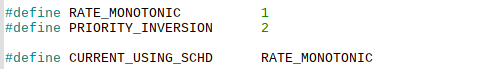 #define RATE_MONOTONIC 1
#define PRIORITY_INVERSION 2
#define CURRENT_USING_SCHD RATE_MONOTONIC